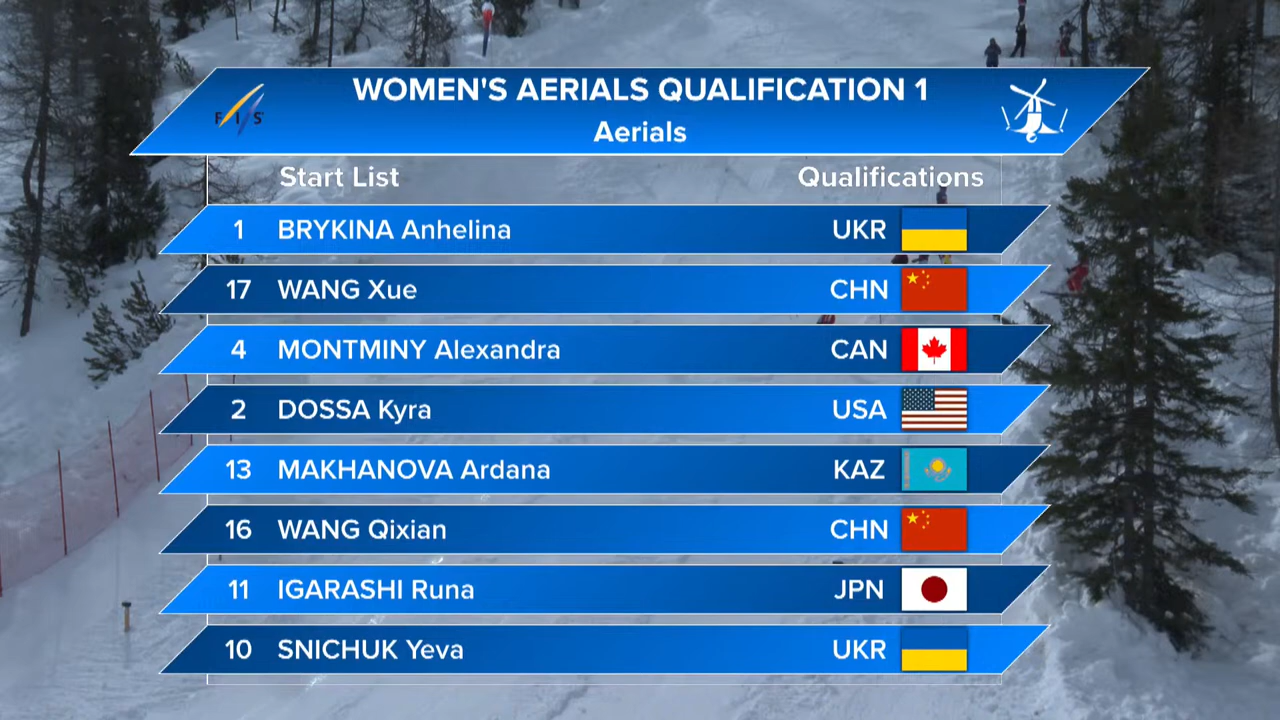 WOMEN'S AERIALS QUALIFICATION 1
FIS
Aerials
Start List Qualifications
1 BRYKINA Anhelina UKR
17 WANG Xue CHN
4 MONTMINY Alexandra CAN
2 DOSSA Kyra USA
13 MAKHANOVA Ardana KAZ
16 WANG Qixian CHN
11 IGARASHI Runa JPN
10 SNICHUK Yeva UKR